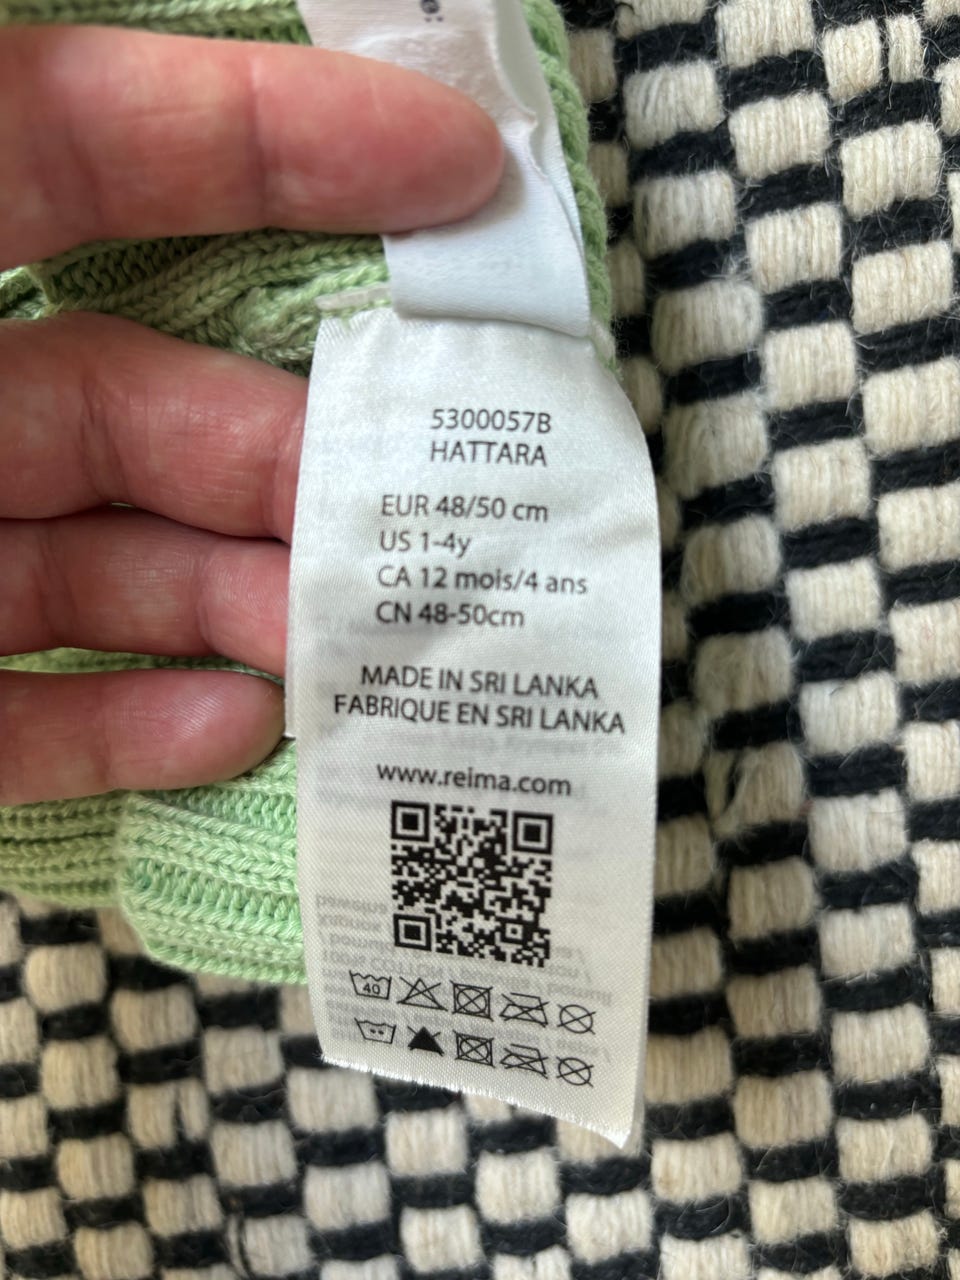 5300057B
HATTARA
EUR 48/50 cm
US 1-4y
CA 12 mois/4 ans
CN 48-50cm
MADE IN SRI LANKA
FABRIQUE EN SRI LANKA
www.reima.com
40